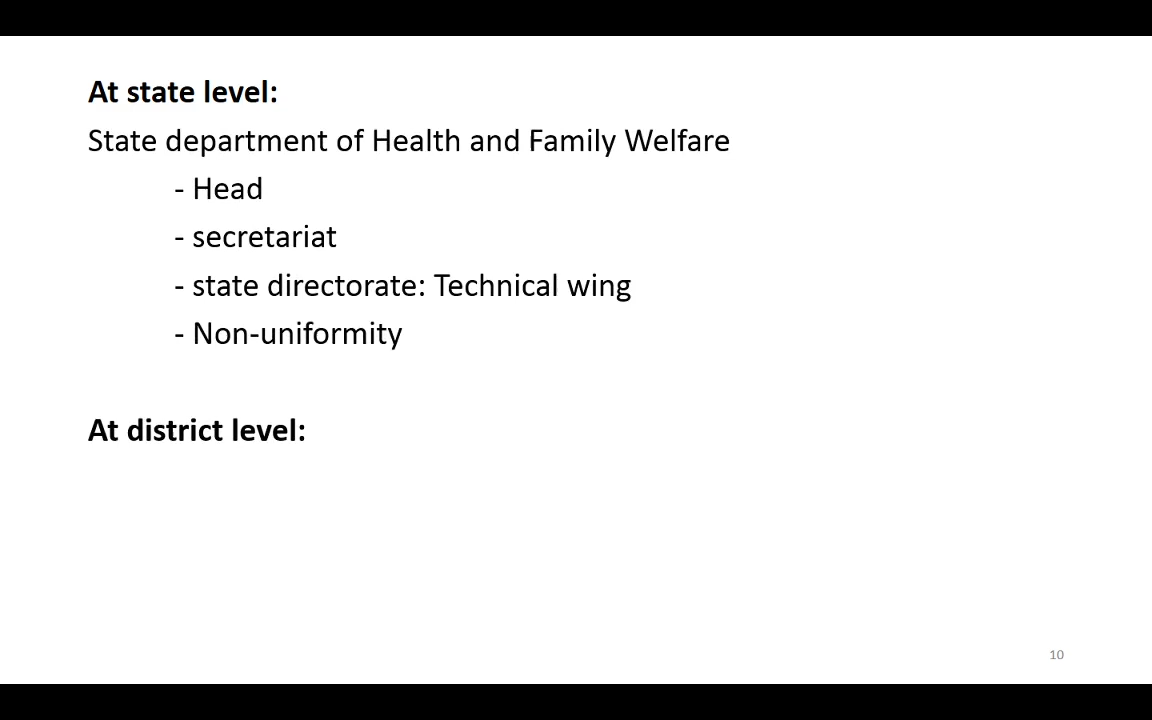 At state level:
State department of Health and Family Welfare
- Head
- secretariat
- state directorate: Technical wing
- Non-uniformity
At district level:
10